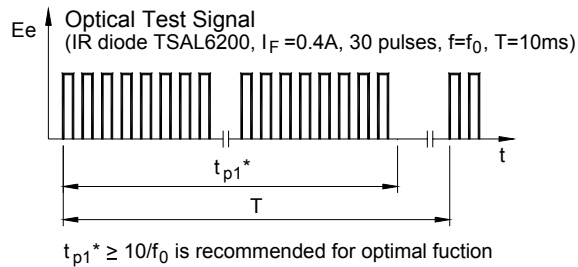 Optical Test Signal
Ee
(IR diode TSAL6200, IF =0.4A, 30 pulses, f=f0, T=10ms)
t
tp1*
T
tp1* ≥ 10/f0 is recommended for optimal fuction